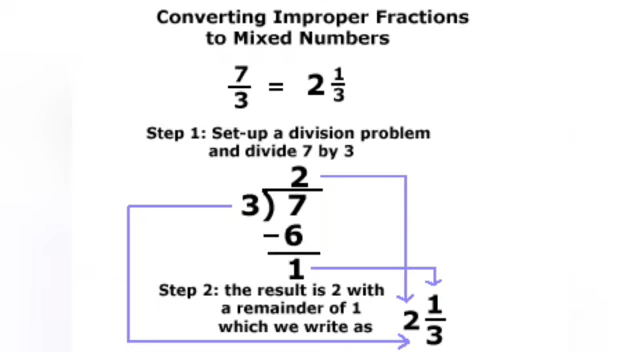 Converting Improper Fractions
to Mixed Numbers
7/3 = 2 1/3
Step 1: Set-up a division problem
and divide 7 by 3
2
3) 7
−6
1
Step 2: the result is 2 with
a remainder of 1
which we write as
2 1/3